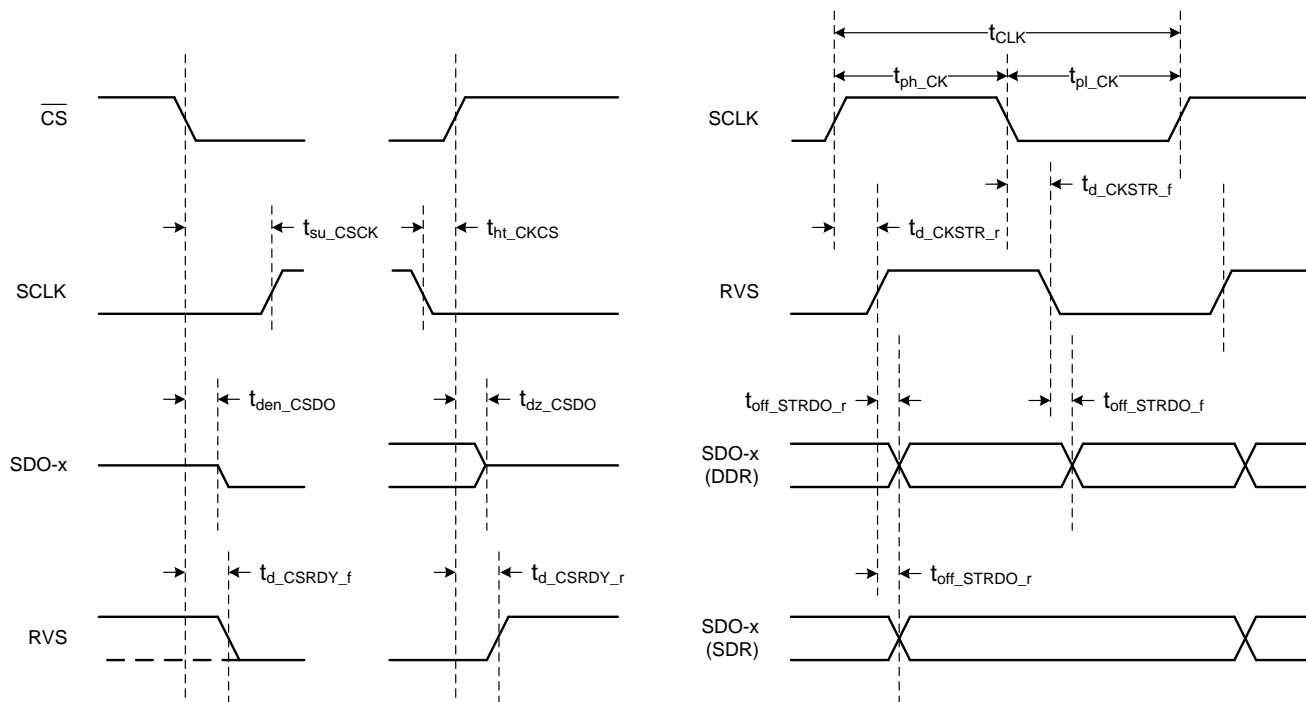 CS
t_su_CSCK
t_ht_CKCS
SCLK
t_den_CSDO
t_dz_CSDO
SDO-x
t_d_CSRDY_f
t_d_CSRDY_r
RVS
t_CLK
t_ph_CK
t_pl_CK
SCLK
t_d_CKSTR_f
t_d_CKSTR_r
RVS
t_off_STRDO_r
t_off_STRDO_f
SDO-x
(DDR)
t_off_STRDO_r
SDO-x
(SDR)